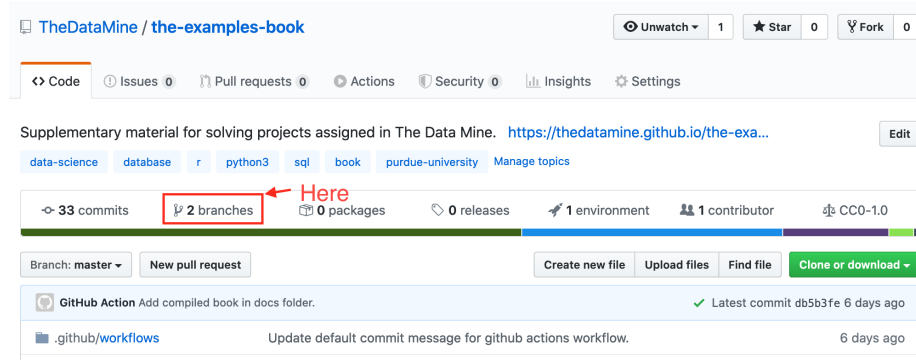 TheDataMine / the-examples-book Unwatch 1 Star 0 Fork 0
Code Issues 0 Pull requests 0 Actions Security 0 Insights Settings
Supplementary material for solving projects assigned in The Data Mine. https://thedatamine.github.io/the-exa... Edit
data-science database r python3 sql book purdue-university Manage topics
Here
33 commits 2 branches 0 packages 0 releases 1 environment 1 contributor CC0-1.0
Branch: master New pull request Create new file Upload files Find file Clone or download
GitHub Action Add compiled book in docs folder. Latest commit db5b3fe 6 days ago
.github/workflows Update default commit message for github actions workflow. 6 days ago